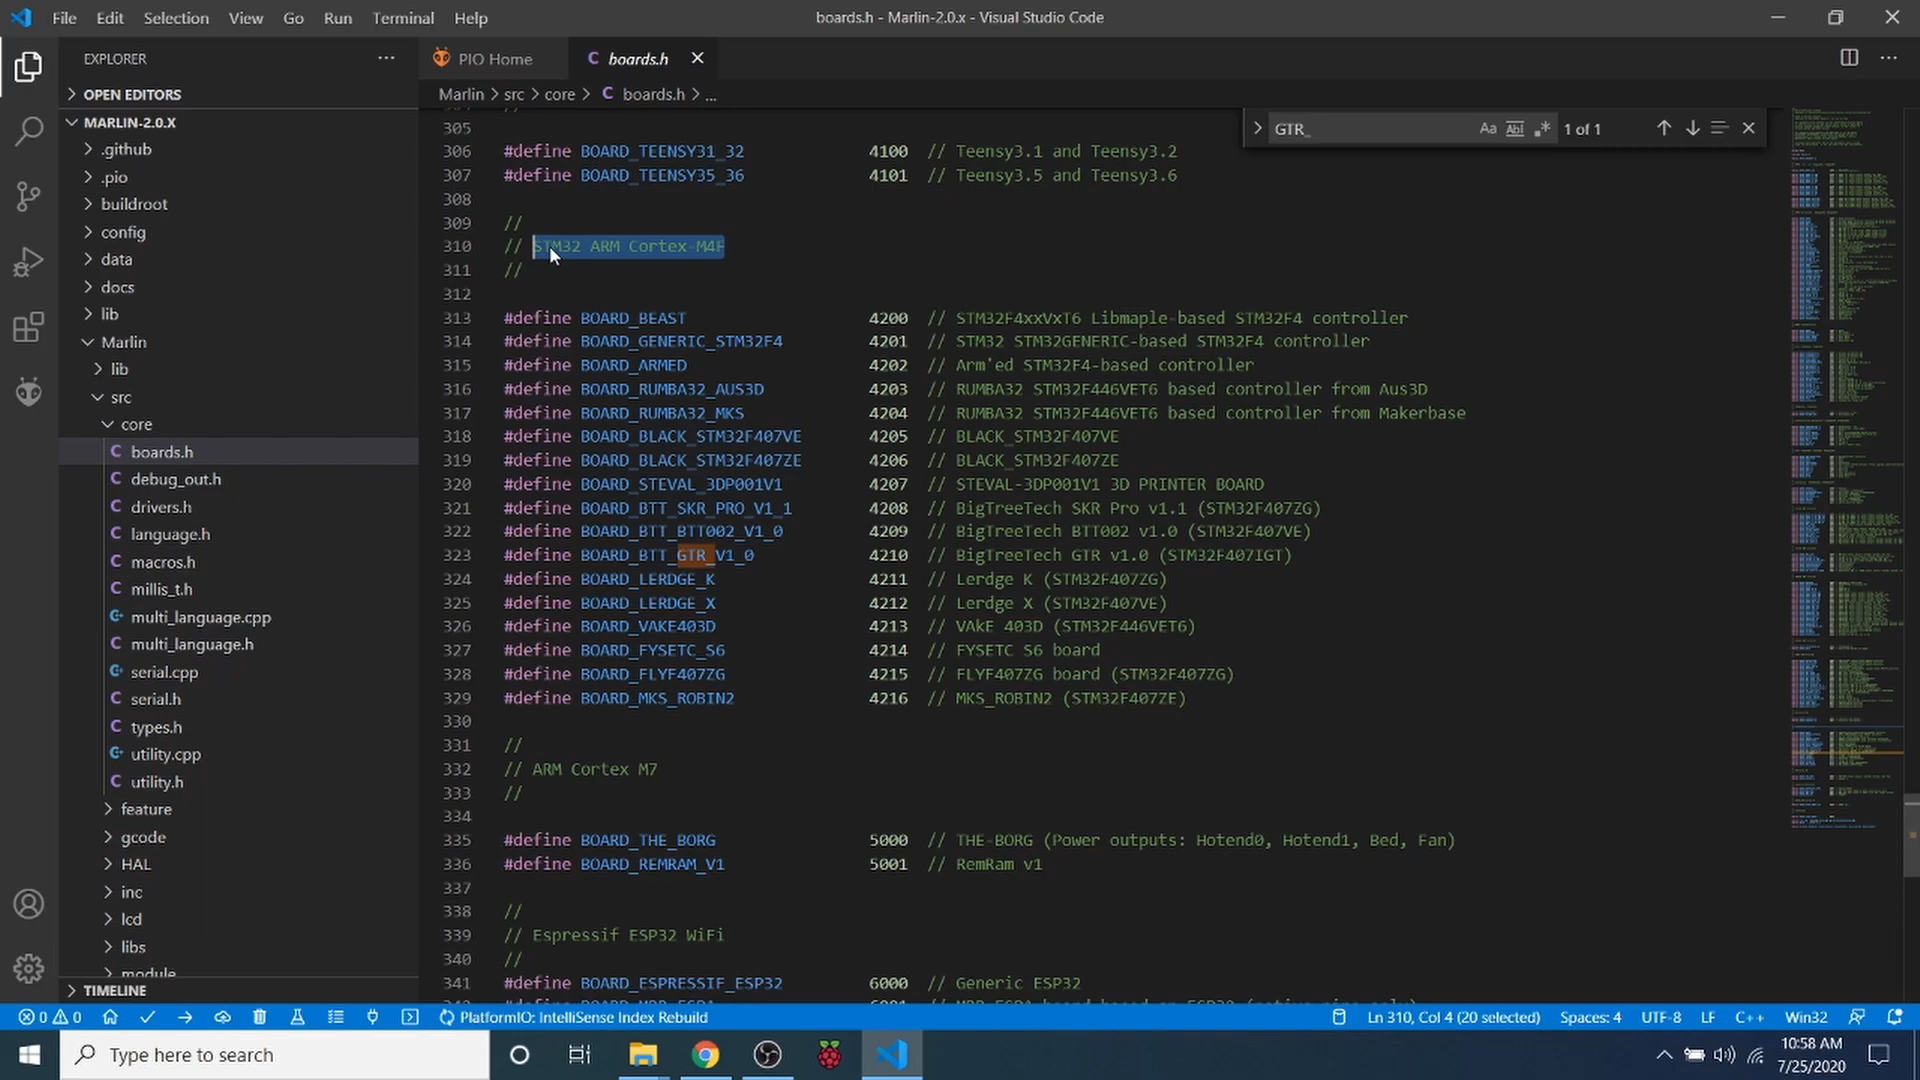 File Edit Selection View Go Run Terminal Help
boards.h - Marlin-2.0.x - Visual Studio Code
EXPLORER
PIO Home
boards.h
OPEN EDITORS
Marlin > src > core > C boards.h > ...
MARLIN-2.0.X
.github
.pio
buildroot
config
data
docs
lib
Marlin
lib
src
core
C boards.h
C debug_out.h
C drivers.h
C language.h
C macros.h
C millis_t.h
multi_language.cpp
C multi_language.h
serial.cpp
C serial.h
C types.h
utility.cpp
C utility.h
feature
gcode
HAL
inc
lcd
libs
module
TIMELINE
GTR_
Aa Abl .* 1 of 1
305
306 #define BOARD_TEENSY31_32 4100 // Teensy3.1 and Teensy3.2
307 #define BOARD_TEENSY35_36 4101 // Teensy3.5 and Teensy3.6
308
309 //
310 // STM32 ARM Cortex-M4F
311 //
312
313 #define BOARD_BEAST 4200 // STM32F4xxVxT6 Libmaple-based STM32F4 controller
314 #define BOARD_GENERIC_STM32F4 4201 // STM32 STM32GENERIC-based STM32F4 controller
315 #define BOARD_ARMED 4202 // Arm'ed STM32F4-based controller
316 #define BOARD_RUMBA32_AUS3D 4203 // RUMBA32 STM32F446VET6 based controller from Aus3D
317 #define BOARD_RUMBA32_MKS 4204 // RUMBA32 STM32F446VET6 based controller from Makerbase
318 #define BOARD_BLACK_STM32F407VE 4205 // BLACK_STM32F407VE
319 #define BOARD_BLACK_STM32F407ZE 4206 // BLACK_STM32F407ZE
320 #define BOARD_STEVAL_3DP001V1 4207 // STEVAL-3DP001V1 3D PRINTER BOARD
321 #define BOARD_BTT_SKR_PRO_V1_1 4208 // BigTreeTech SKR Pro v1.1 (STM32F407ZG)
322 #define BOARD_BTT_BTT002_V1_0 4209 // BigTreeTech BTT002 v1.0 (STM32F407VE)
323 #define BOARD_BTT_GTR_V1_0 4210 // BigTreeTech GTR v1.0 (STM32F407IGT)
324 #define BOARD_LERDGE_K 4211 // Lerdge K (STM32F407ZG)
325 #define BOARD_LERDGE_X 4212 // Lerdge X (STM32F407VE)
326 #define BOARD_VAKE403D 4213 // VAkE 403D (STM32F446VET6)
327 #define BOARD_FYSETC_S6 4214 // FYSETC S6 board
328 #define BOARD_FLYF407ZG 4215 // FLYF407ZG board (STM32F407ZG)
329 #define BOARD_MKS_ROBIN2 4216 // MKS_ROBIN2 (STM32F407ZE)
330
331 //
332 // ARM Cortex M7
333 //
334
335 #define BOARD_THE_BORG 5000 // THE-BORG (Power outputs: Hotend0, Hotend1, Bed, Fan)
336 #define BOARD_REMRAM_V1 5001 // RemRam v1
337
338 //
339 // Espressif ESP32 WiFi
340 //
341 #define BOARD_ESPRESSIF_ESP32 6000 // Generic ESP32
0 0 PlatformIO: IntelliSense Index Rebuild Ln 310, Col 4 (20 selected) Spaces: 4 UTF-8 LF C++ Win32
Type here to search
10:58 AM
7/25/2020